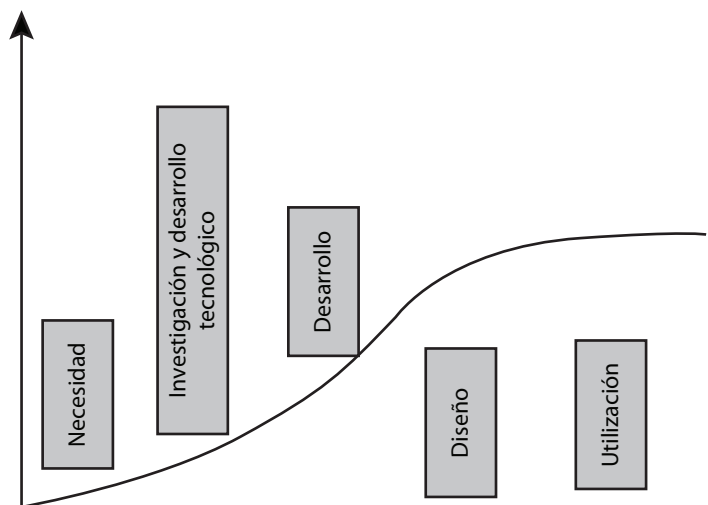 Necesidad
Investigación y desarrollo
tecnológico
Desarrollo
Diseño
Utilización